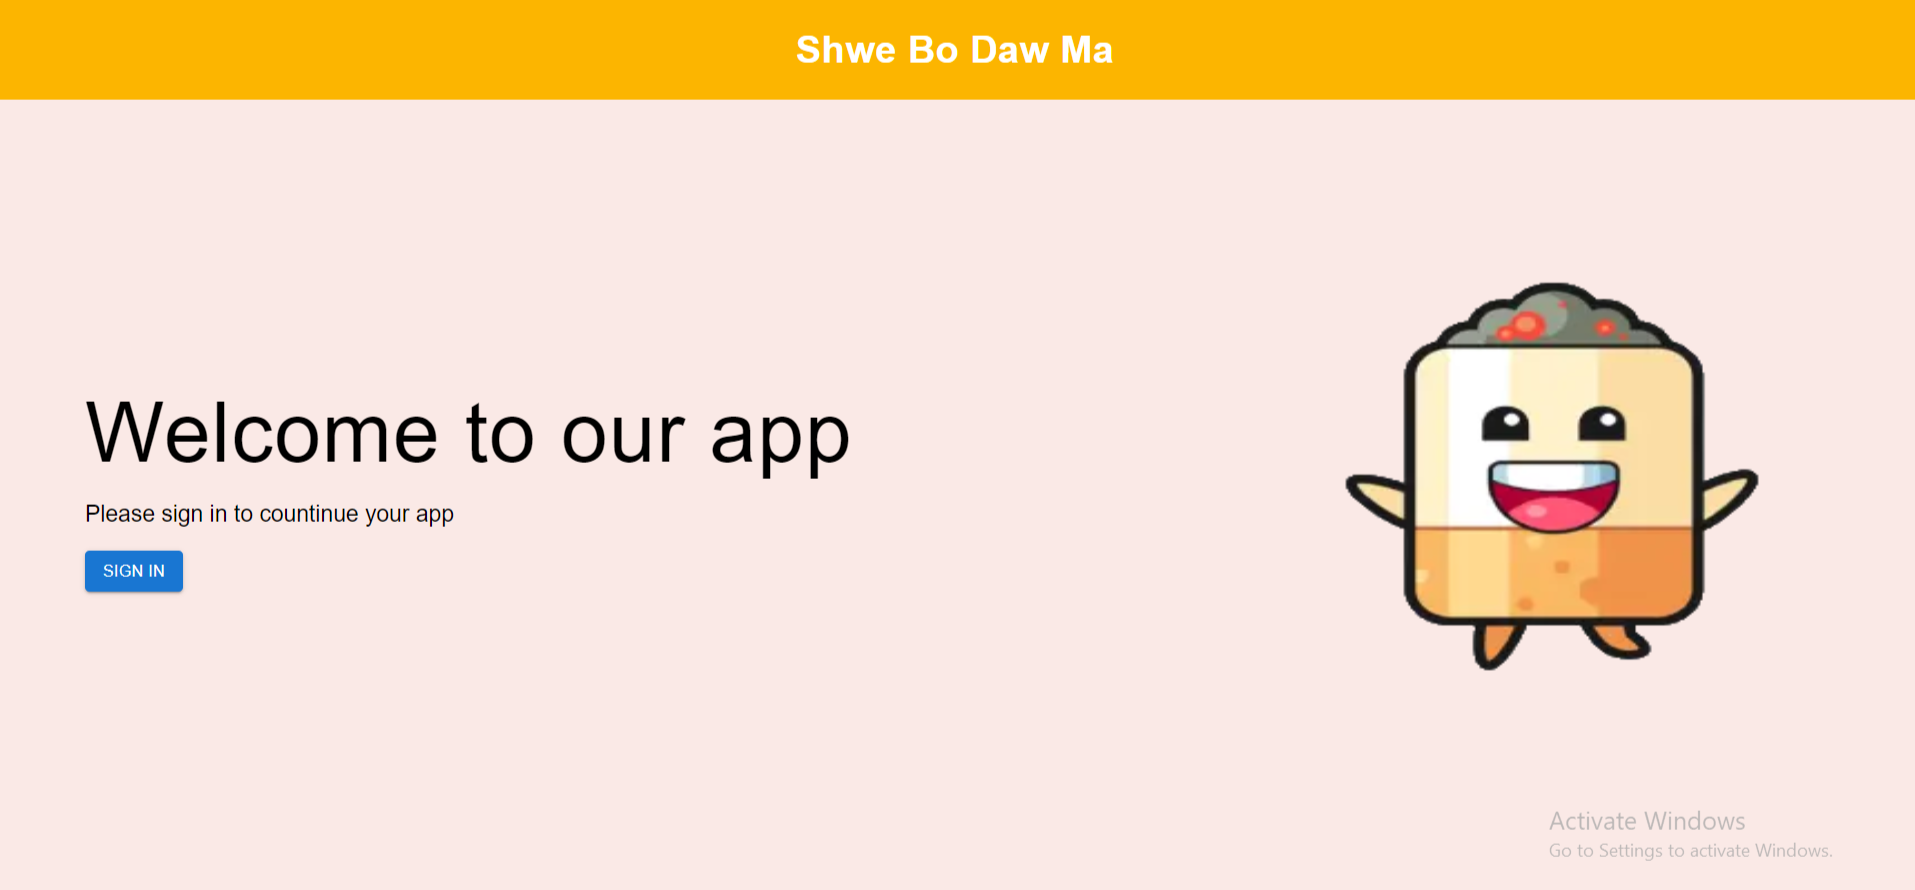 Shwe Bo Daw Ma
Welcome to our app
Please sign in to countinue your app
SIGN IN
Activate Windows
Go to Settings to activate Windows.